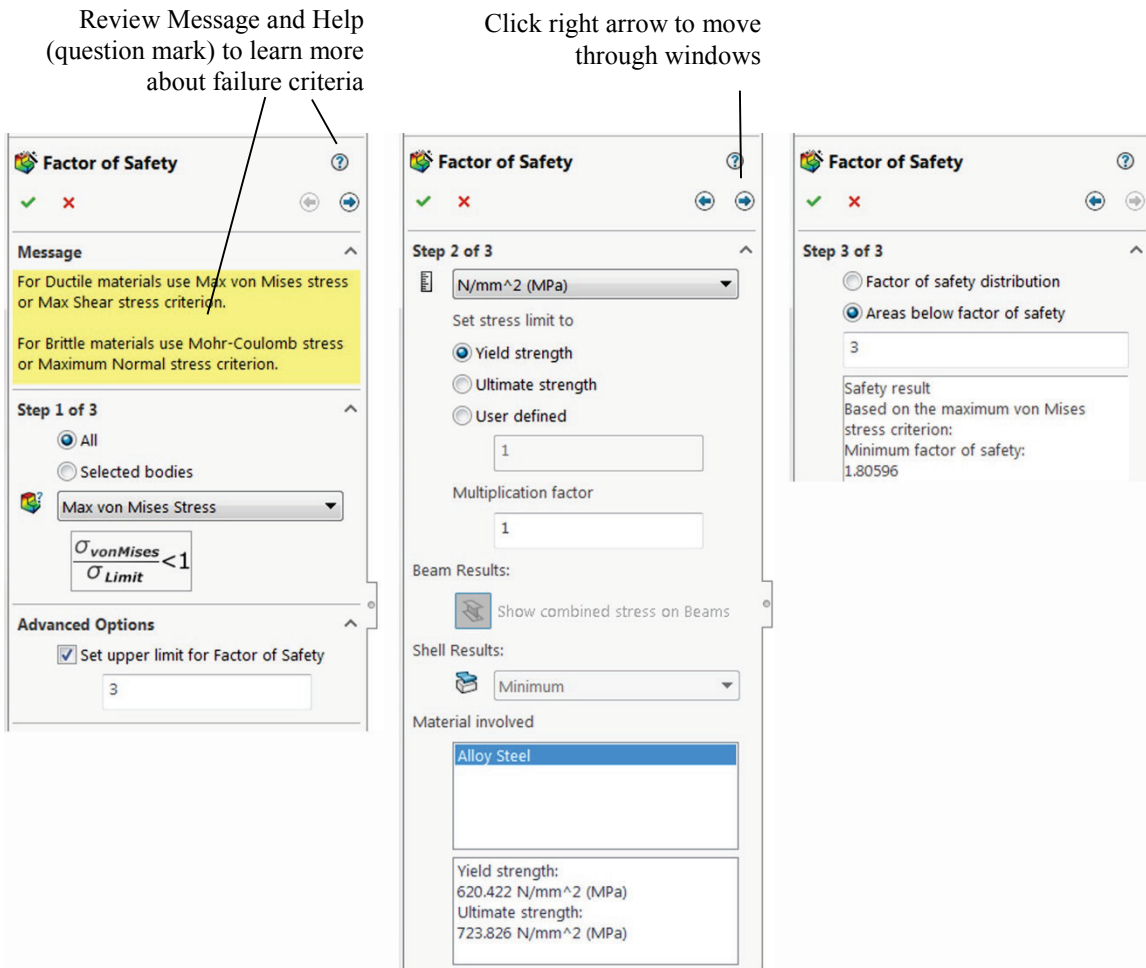 Review Message and Help
(question mark) to learn more
about failure criteria
Click right arrow to move
through windows
Factor of Safety
Message
For Ductile materials use Max von Mises stress
or Max Shear stress criterion.
For Brittle materials use Mohr-Coulomb stress
or Maximum Normal stress criterion.
Step 1 of 3
All
Selected bodies
Max von Mises Stress
σvonMises
σLimit
<1
Advanced Options
Set upper limit for Factor of Safety
3
Factor of Safety
Step 2 of 3
N/mm^2 (MPa)
Set stress limit to
Yield strength
Ultimate strength
User defined
1
Multiplication factor
1
Beam Results:
Show combined stress on Beams
Shell Results:
Minimum
Material involved
Alloy Steel
Yield strength:
620.422 N/mm^2 (MPa)
Ultimate strength:
723.826 N/mm^2 (MPa)
Factor of Safety
Step 3 of 3
Factor of safety distribution
Areas below factor of safety
3
Safety result
Based on the maximum von Mises
stress criterion:
Minimum factor of safety:
1.80596